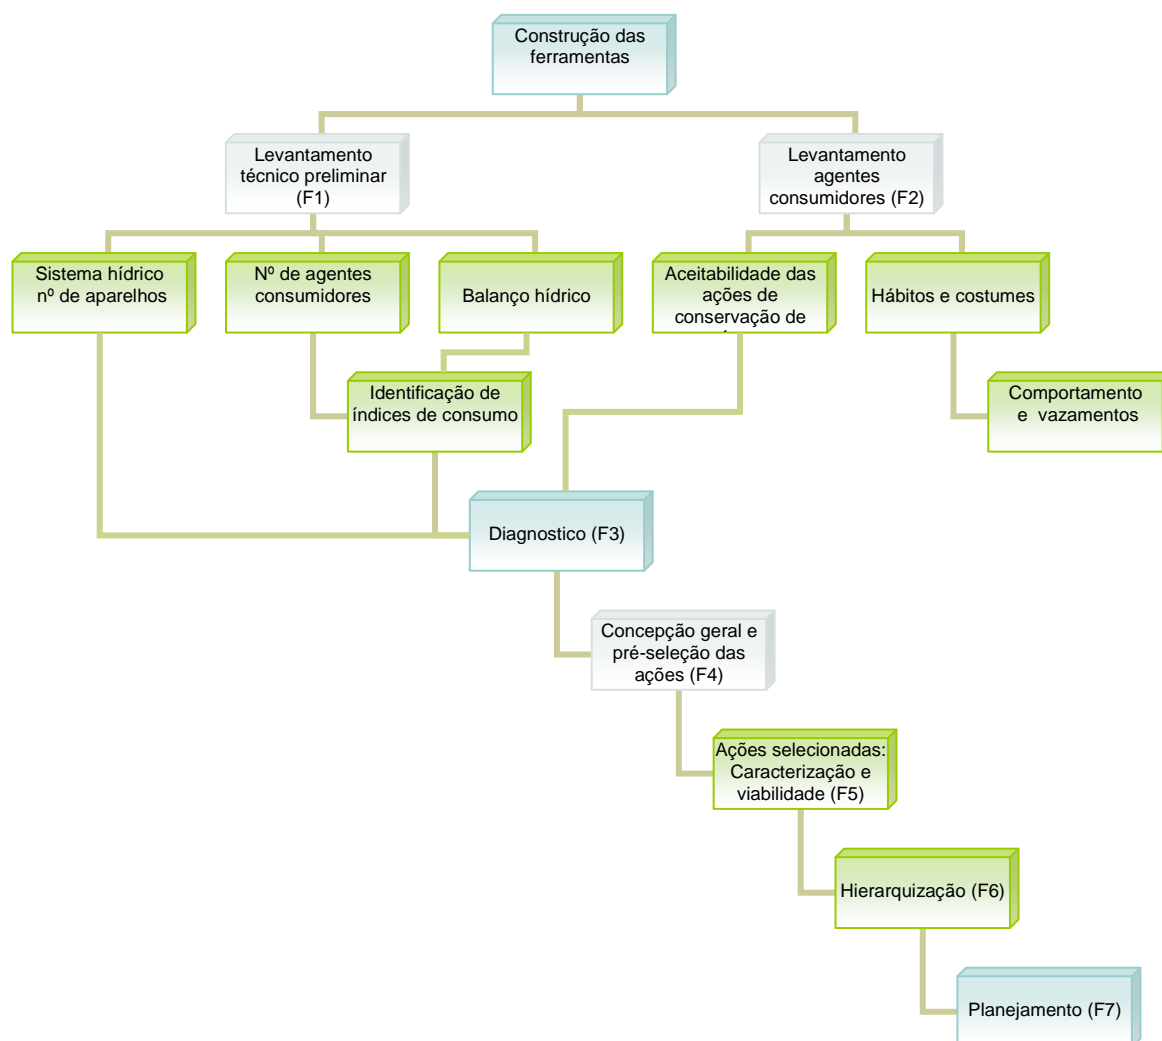 Construção das
ferramentas
Levantamento
técnico preliminar
(F1)
Levantamento
agentes
consumidores (F2)
Sistema hídrico
nº de aparelhos
Nº de agentes
consumidores
Balanço hídrico
Aceitabilidade das
ações de
conservação de
Hábitos e costumes
Identificação de
índices de consumo
Comportamento
e vazamentos
Diagnostico (F3)
Concepção geral e
pré-seleção das
ações (F4)
Ações selecionadas:
Caracterização e
viabilidade (F5)
Hierarquização (F6)
Planejamento (F7)